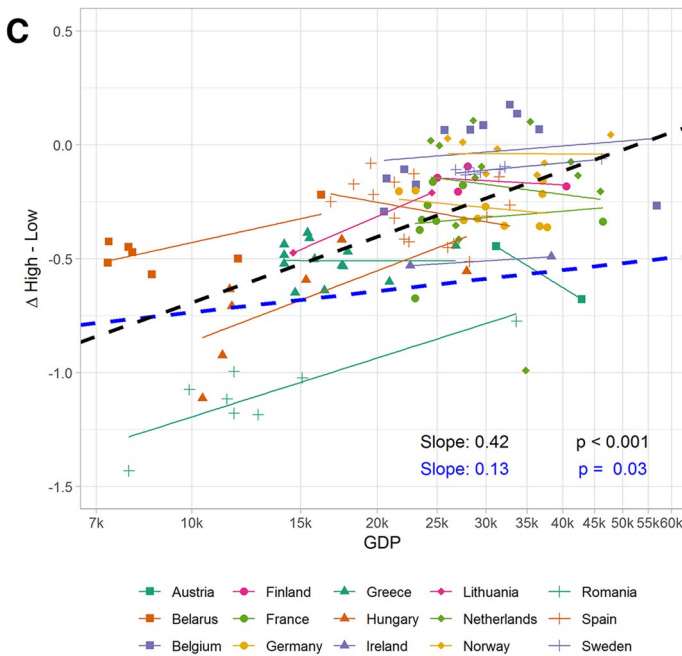 C
0.5
0.0
-0.5
-1.0
-1.5
Δ High - Low
Slope: 0.42 p < 0.001
Slope: 0.13 p = 0.03
7k 10k 15k 20k 25k 30k 35k 40k 45k 50k 55k 60k
GDP
Austria Finland Greece Lithuania Romania
Belarus France Hungary Netherlands Spain
Belgium Germany Ireland Norway Sweden